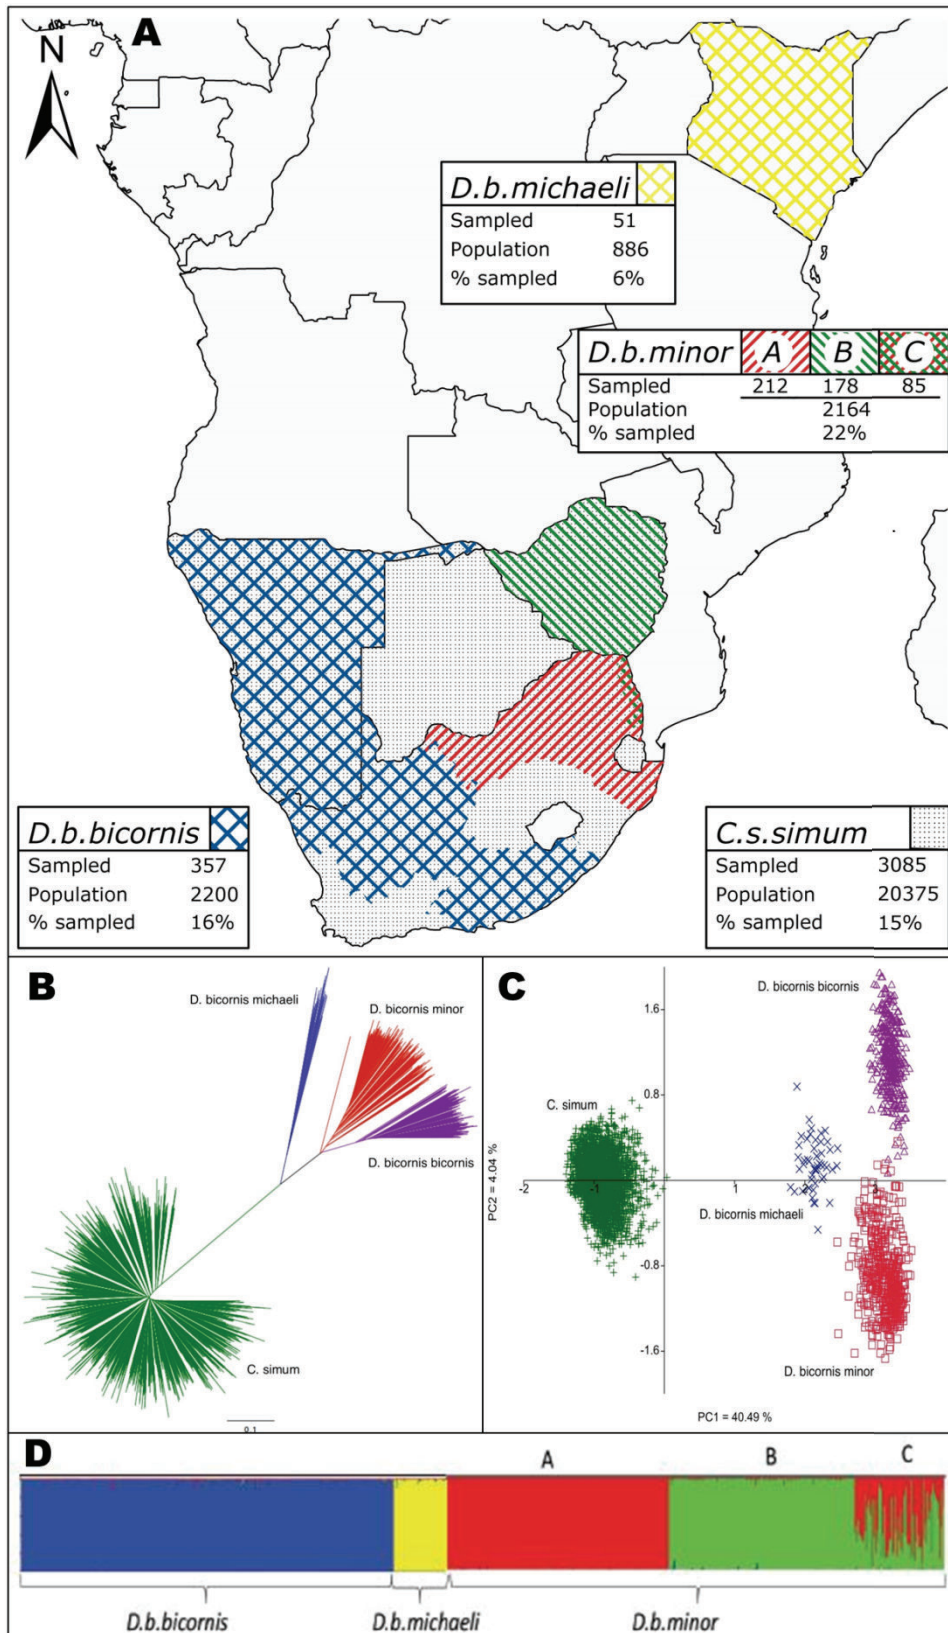 N
A
D.b.michaeli
Sampled 51
Population 886
% sampled 6%
D.b.minor A B C
Sampled 212 178 85
Population 2164
% sampled 22%
D.b.bicornis
Sampled 357
Population 2200
% sampled 16%
C.s.simum
Sampled 3085
Population 20375
% sampled 15%
B
D. bicornis michaeli
D. bicornis minor
D. bicornis bicornis
C. simum
0.1
C
D. bicornis bicornis
1.6
0.8
C. simum
PC2 = 4.04 %
-2 -1 1 3
D. bicornis michaeli
-0.8
-1.6
D. bicornis minor
PC1 = 40.49 %
D
A B C
D.b.bicornis D.b.michaeli D.b.minor